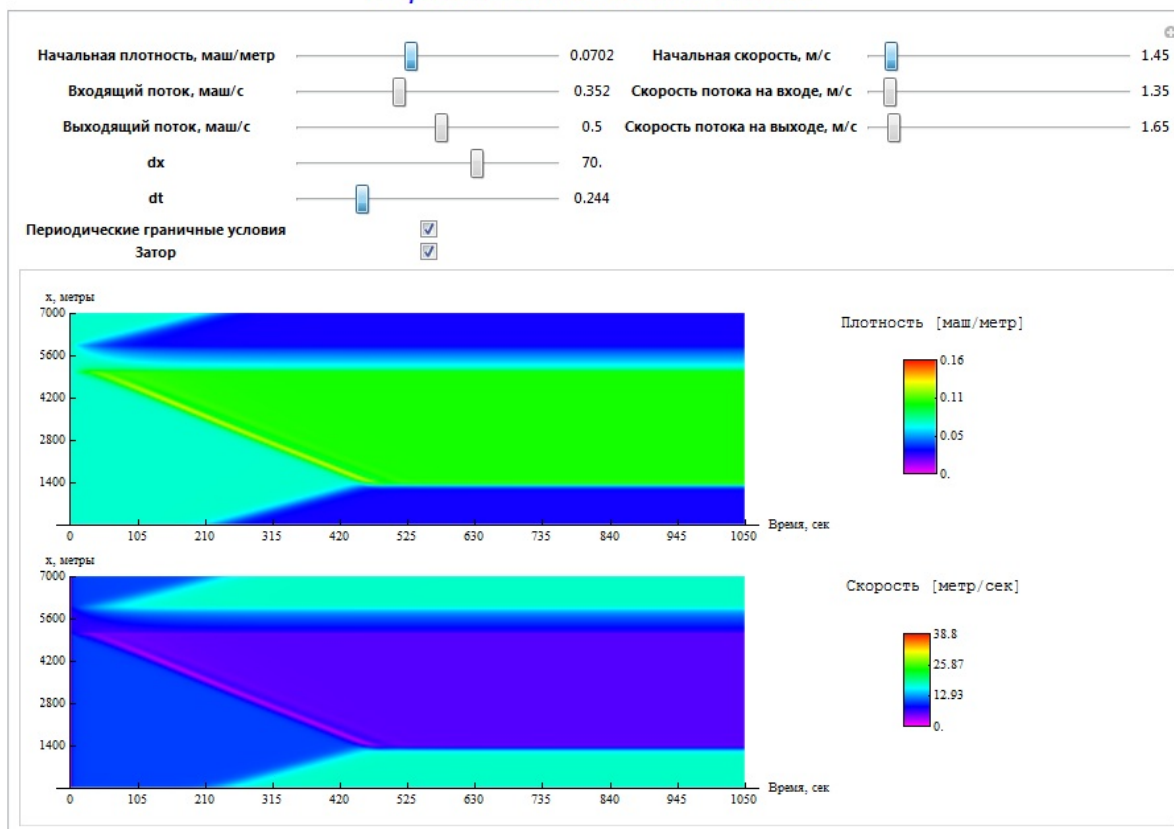 Начальная плотность, маш/метр 0.0702 Начальная скорость, м/с 1.45
Входящий поток, маш/с 0.352 Скорость потока на входе, м/с 1.35
Выходящий поток, маш/с 0.5 Скорость потока на выходе, м/с 1.65
dx 70.
dt 0.244
Периодические граничные условия
Затор
x, метры
7000
5600
4200
2800
1400
0 105 210 315 420 525 630 735 840 945 1050
Время, сек
Плотность [маш/метр]
0.16
0.11
0.05
0.
x, метры
7000
5600
4200
2800
1400
0 105 210 315 420 525 630 735 840 945 1050
Время, сек
Скорость [метр/сек]
38.8
25.87
12.93
0.